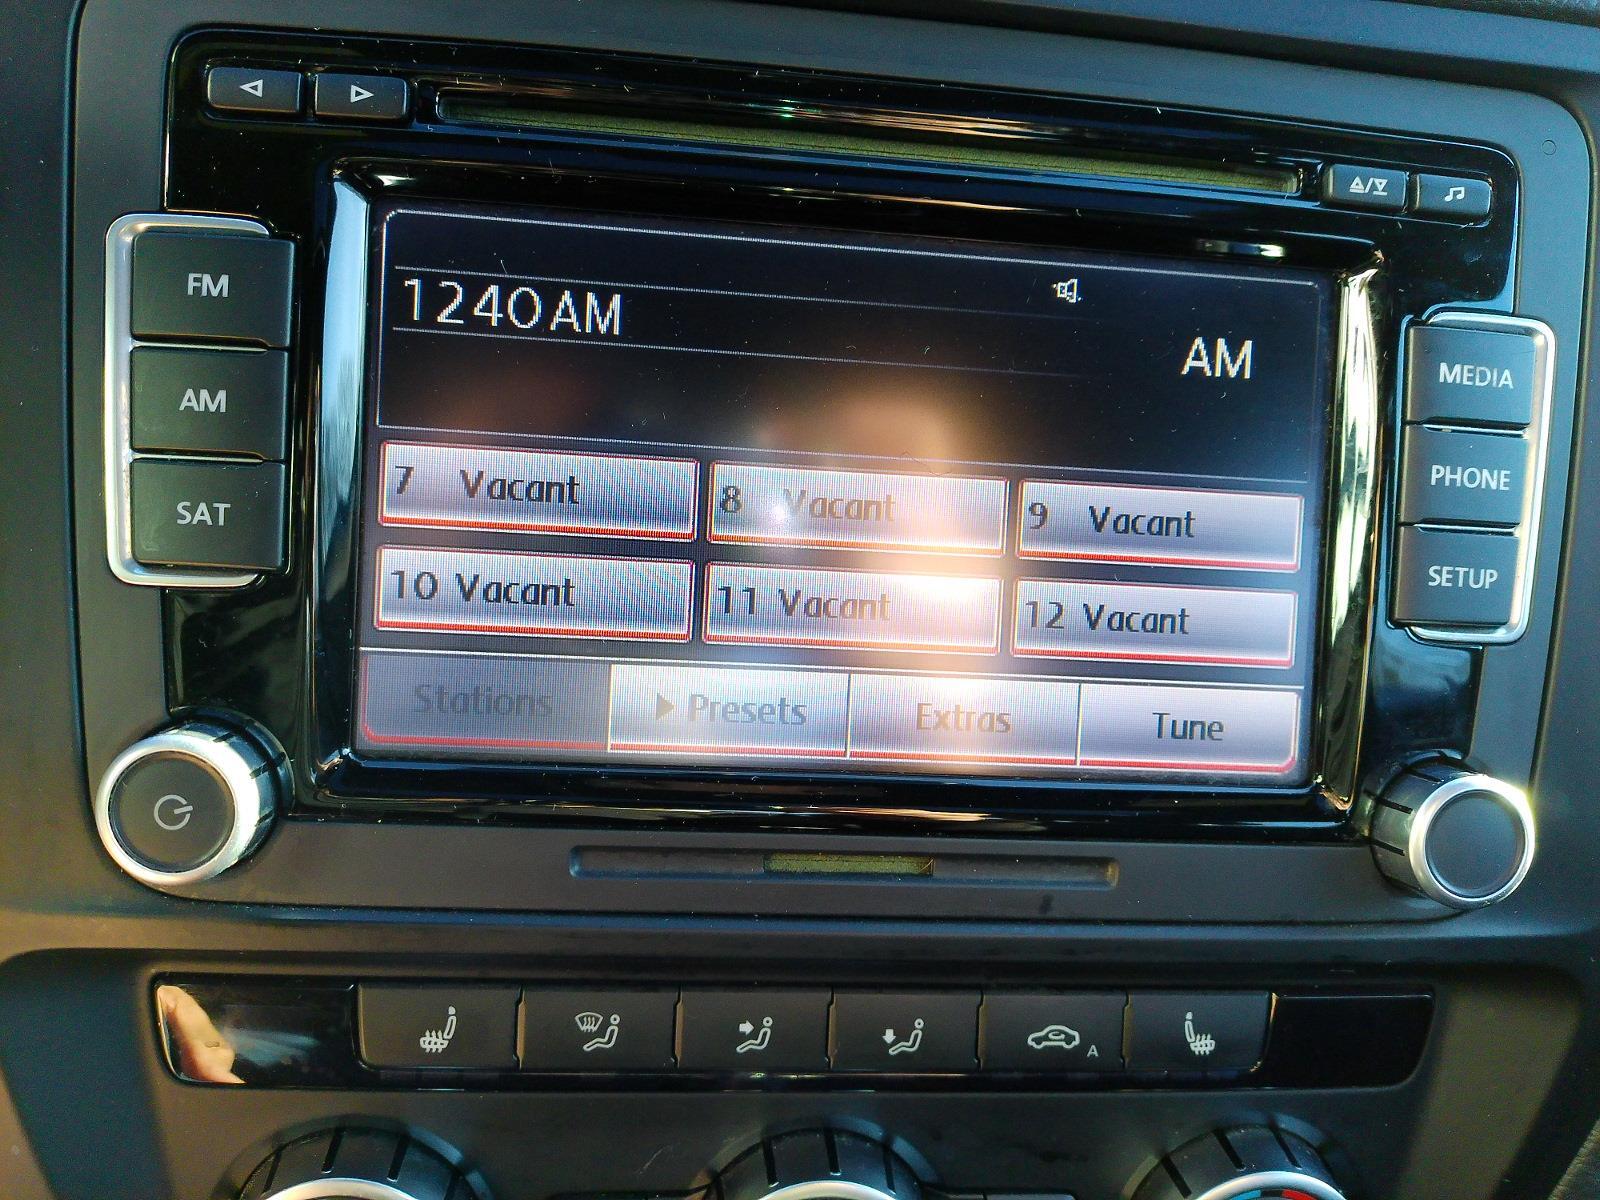 FM
AM
SAT
1240AM
AM
7 Vacant
8 Vacant
9 Vacant
10 Vacant
11 Vacant
12 Vacant
Stations
Presets
Extras
Tune
MEDIA
PHONE
SETUP
A